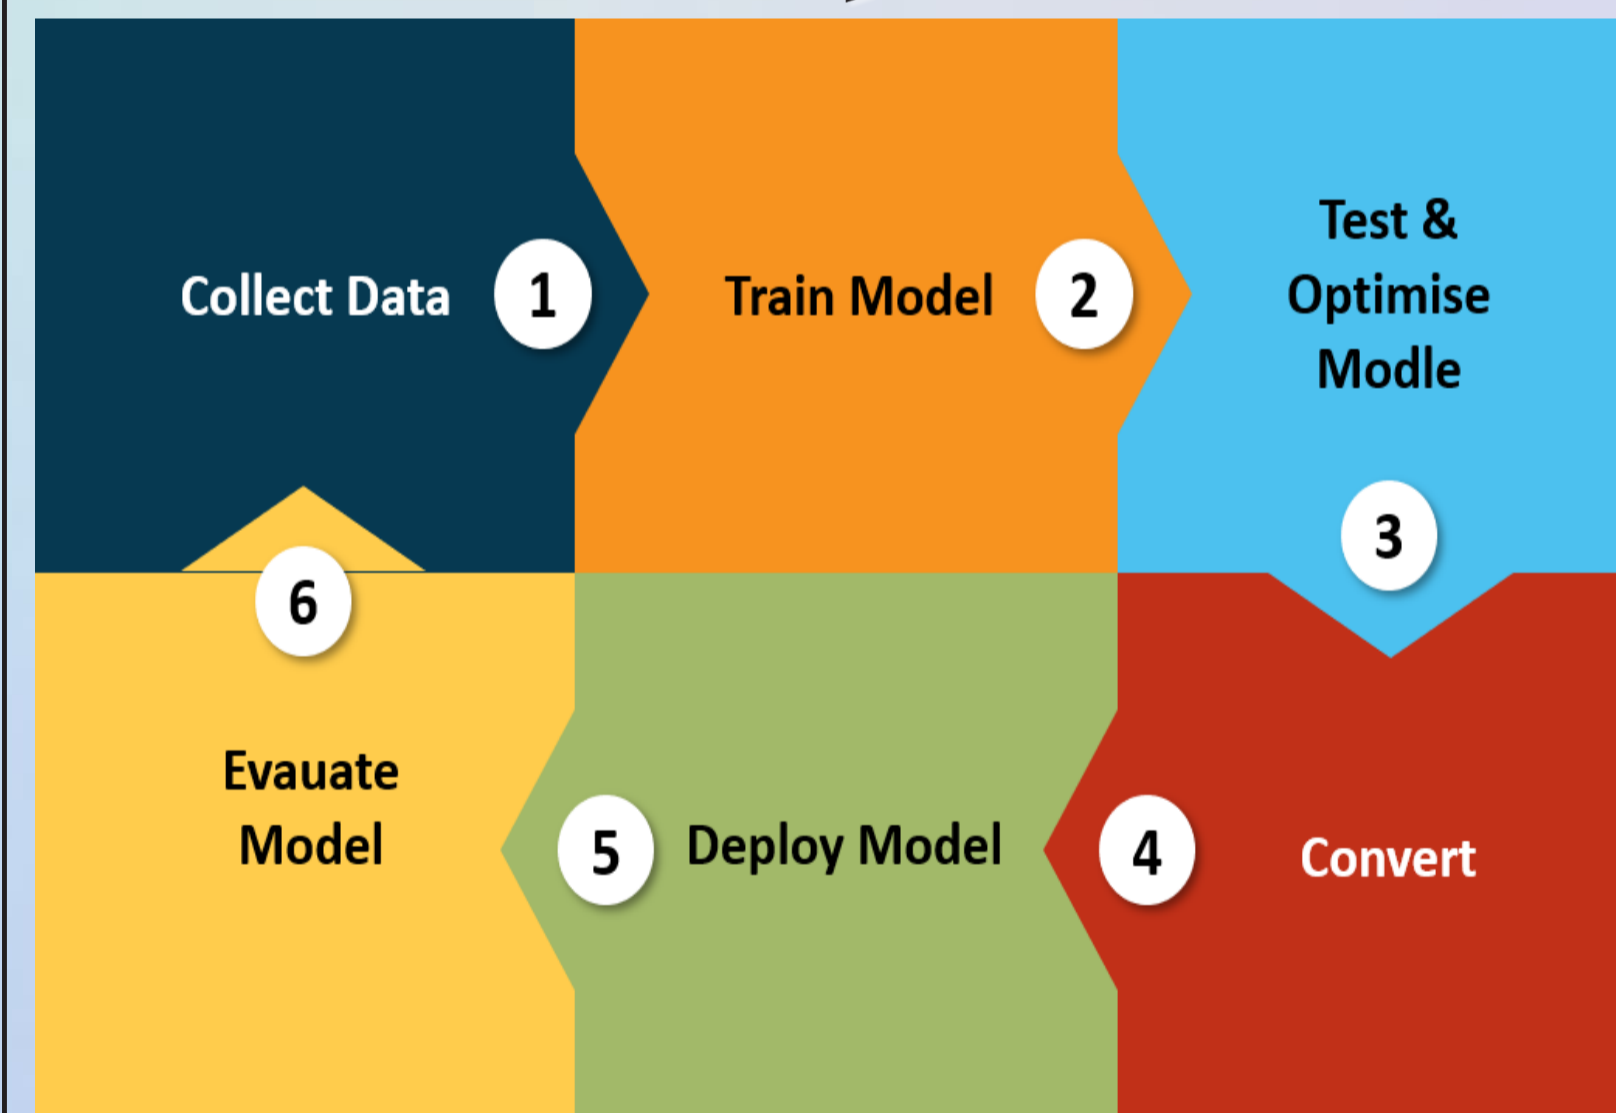 Collect Data
1
Train Model
2
Test &
Optimise
Modle
3
Convert
4
Deploy Model
5
Evauate
Model
6